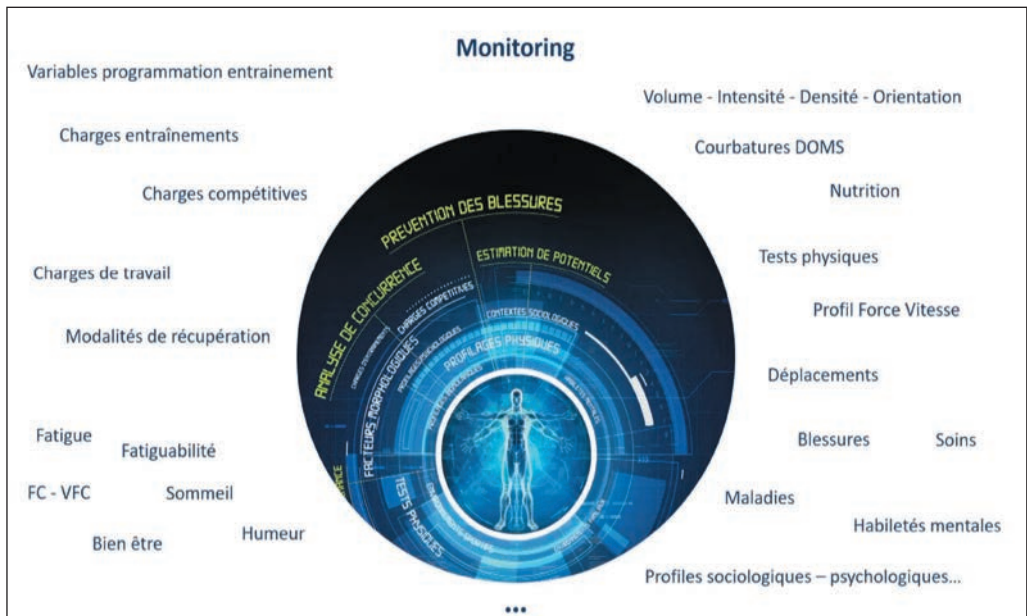 Monitoring
Variables programmation entrainement
Charges entraînements
Charges compétitives
Charges de travail
Modalités de récupération
Fatigue
Fatiguabilité
FC - VFC
Sommeil
Bien être
Humeur
Volume - Intensité - Densité - Orientation
Courbatures DOMS
Nutrition
Tests physiques
Profil Force Vitesse
Déplacements
Blessures
Soins
Maladies
Habiletés mentales
Profiles sociologiques – psychologiques...
PREVENTION DES BLESSURES
ESTIMATION DE POTENTIELS
ANALYSE DE CONCURRENCE
CHARGES COMPETITIVES
CONTEXTES SOCIOLOGIQUES
FACTEURS MORPHOLOGIQUES
PROFILAGES PSYCHOLOGIQUES
PROFILAGES PHYSIQUES
TESTS PHYSIQUES
...